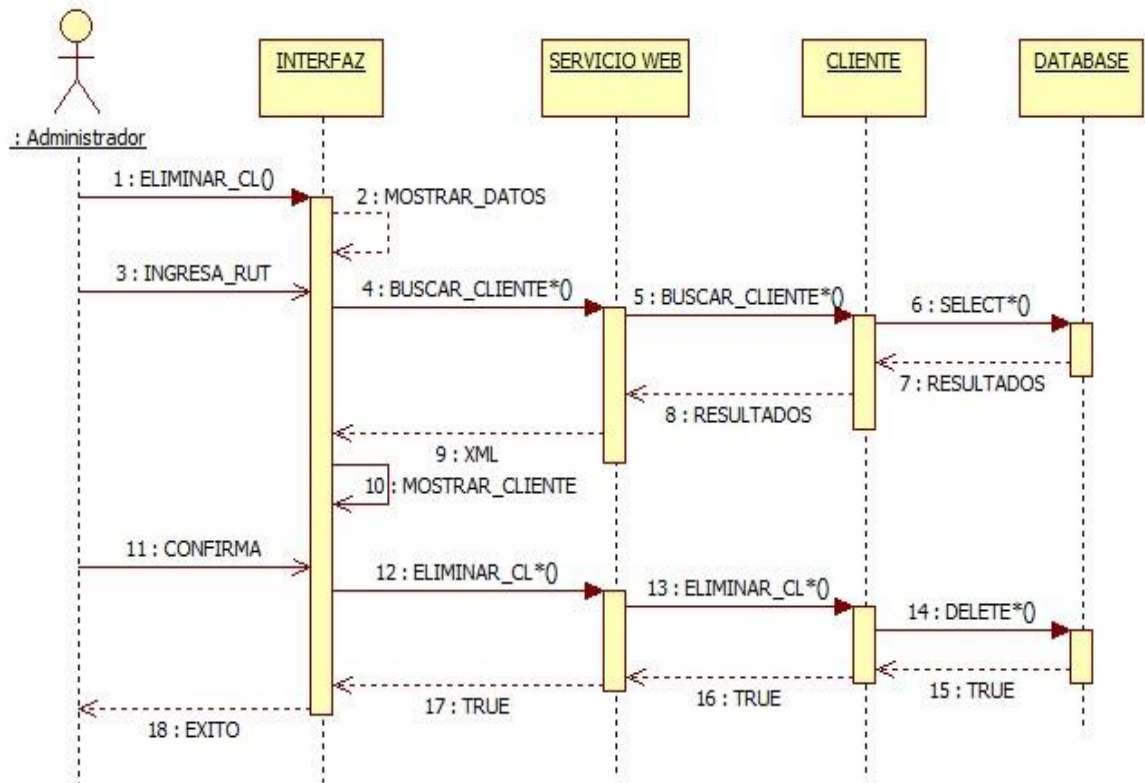 INTERFAZ
SERVICIO WEB
CLIENTE
DATABASE
: Administrador
1 : ELIMINAR_CL()
2 : MOSTRAR_DATOS
3 : INGRESA_RUT
4 : BUSCAR_CLIENTE*()
5 : BUSCAR_CLIENTE*()
6 : SELECT*()
7 : RESULTADOS
8 : RESULTADOS
9 : XML
10 : MOSTRAR_CLIENTE
11 : CONFIRMA
12 : ELIMINAR_CL*()
13 : ELIMINAR_CL*()
14 : DELETE*()
15 : TRUE
16 : TRUE
17 : TRUE
18 : EXITO